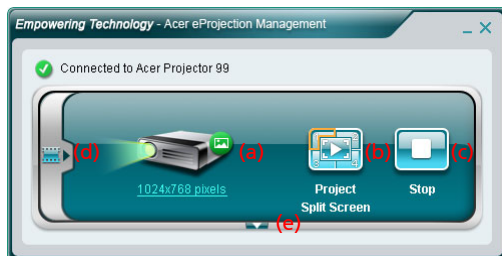 Empowering Technology - Acer eProjection Management
Connected to Acer Projector 99
(d)
(a)
(b)
(c)
1024x768 pixels
Project
Split Screen
Stop
(e)